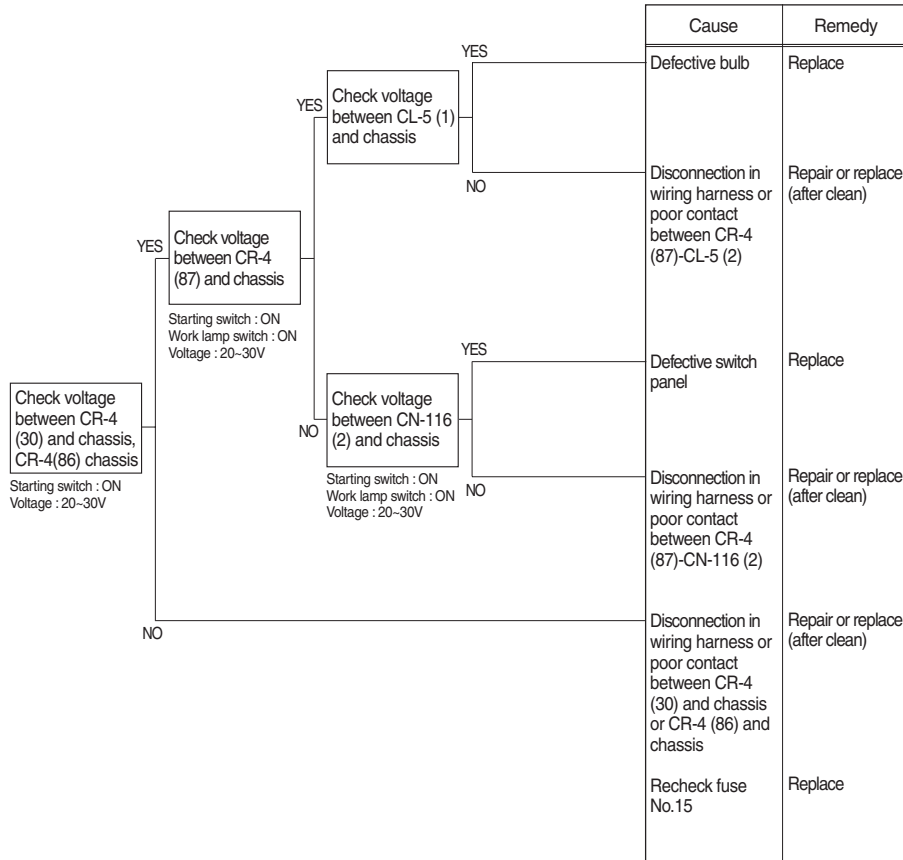 Cause
Remedy
YES
Defective bulb
Replace
YES
Check voltage
between CL-5 (1)
and chassis
NO
Disconnection in
wiring harness or
poor contact
between CR-4
(87)-CL-5 (2)
Repair or replace
(after clean)
YES
Check voltage
between CR-4
(87) and chassis
Starting switch : ON
Work lamp switch : ON
Voltage : 20~30V
YES
Defective switch
panel
Replace
NO
Check voltage
between CN-116
(2) and chassis
Starting switch : ON
Work lamp switch : ON
Voltage : 20~30V
NO
Disconnection in
wiring harness or
poor contact
between CR-4
(87)-CN-116 (2)
Repair or replace
(after clean)
Check voltage
between CR-4
(30) and chassis,
CR-4(86) chassis
Starting switch : ON
Voltage : 20~30V
NO
Disconnection in
wiring harness or
poor contact
between CR-4
(30) and chassis
or CR-4 (86) and
chassis
Repair or replace
(after clean)
Recheck fuse
No.15
Replace